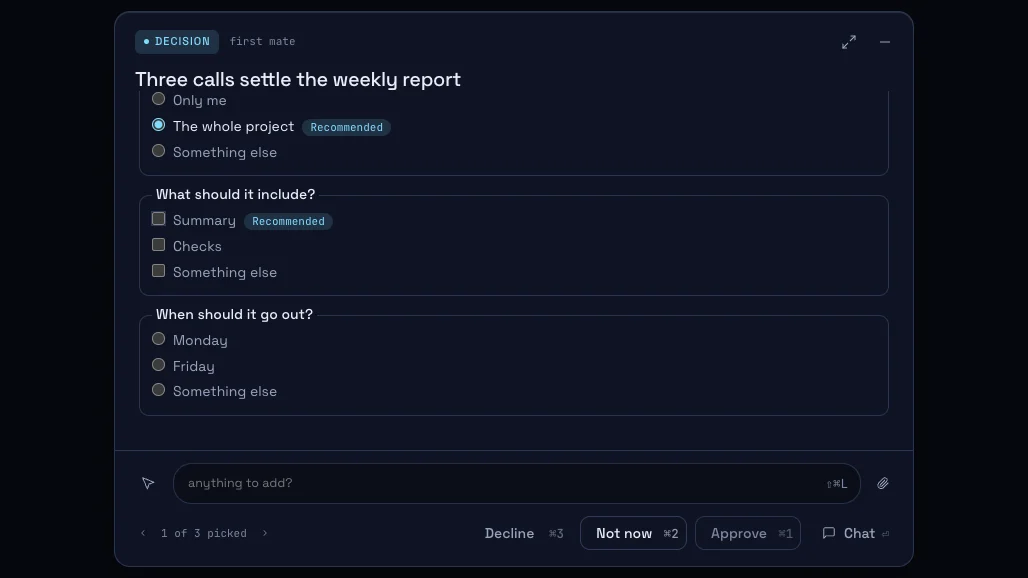 DECISION first mate
Three calls settle the weekly report
Only me
The whole project Recommended
Something else
What should it include?
Summary Recommended
Checks
Something else
When should it go out?
Monday
Friday
Something else
anything to add? ⇧⌘L
‹ 1 of 3 picked › Decline ⌘3 Not now ⌘2 Approve ⌘1 Chat ⏎